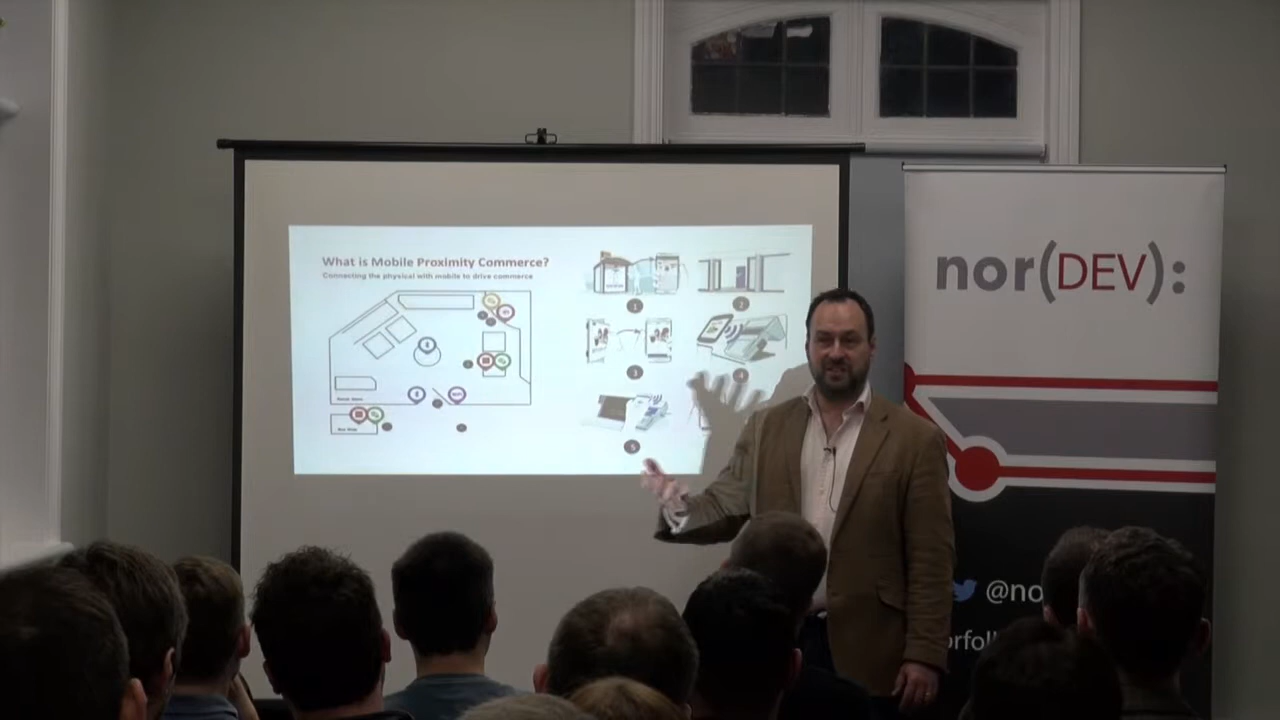 What is Mobile Proximity Commerce?
Connecting the physical with mobile to drive commerce
1
2
3
4
5
nor(DEV):
@no
rfol